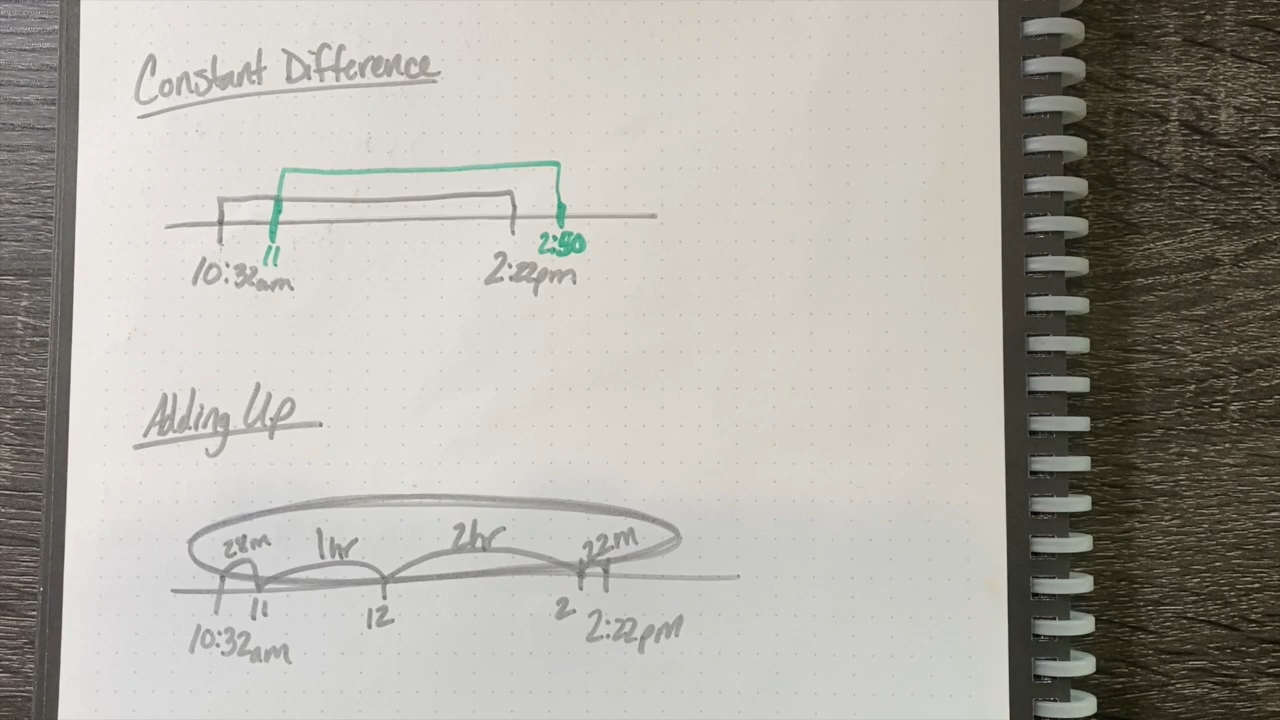 Constant Difference
11
2:50
10:32am
2:22pm
Adding Up
28m
1hr
2hr
22m
11
12
2
10:32am
2:22pm